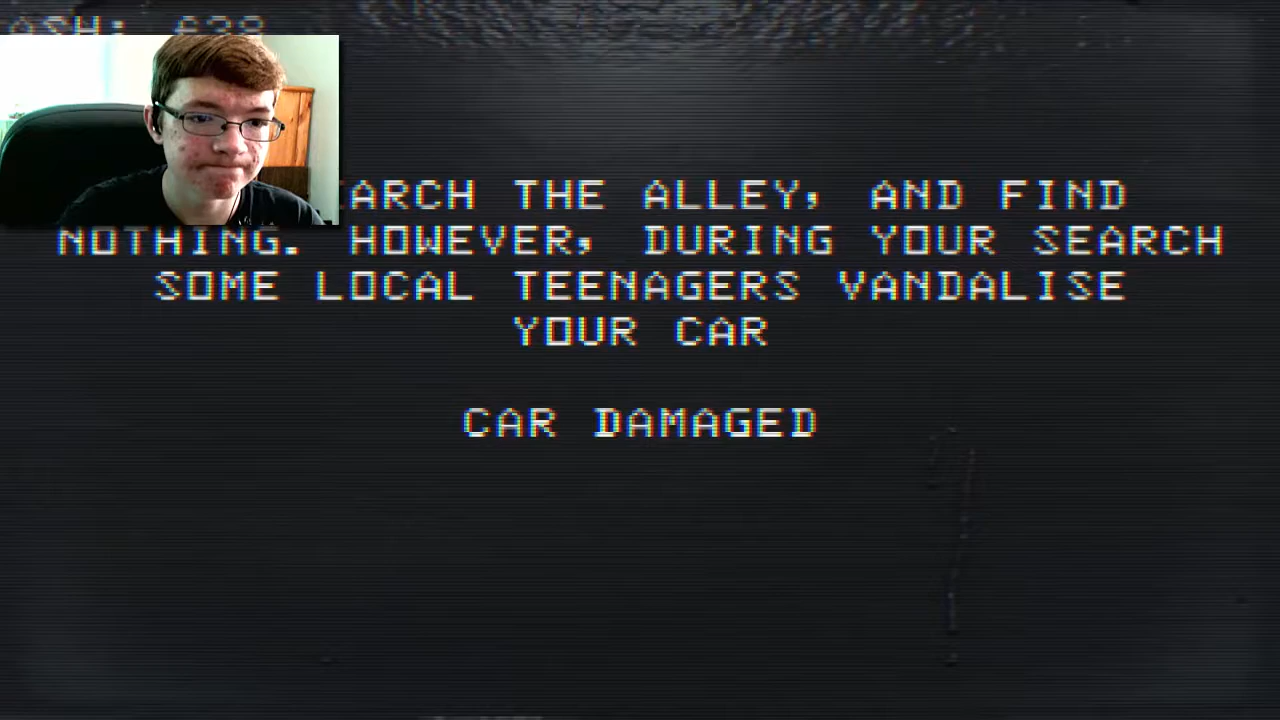 ARCH THE ALLEY, AND FIND
NOTHING. HOWEVER, DURING YOUR SEARCH
SOME LOCAL TEENAGERS VANDALISE
YOUR CAR
CAR DAMAGED